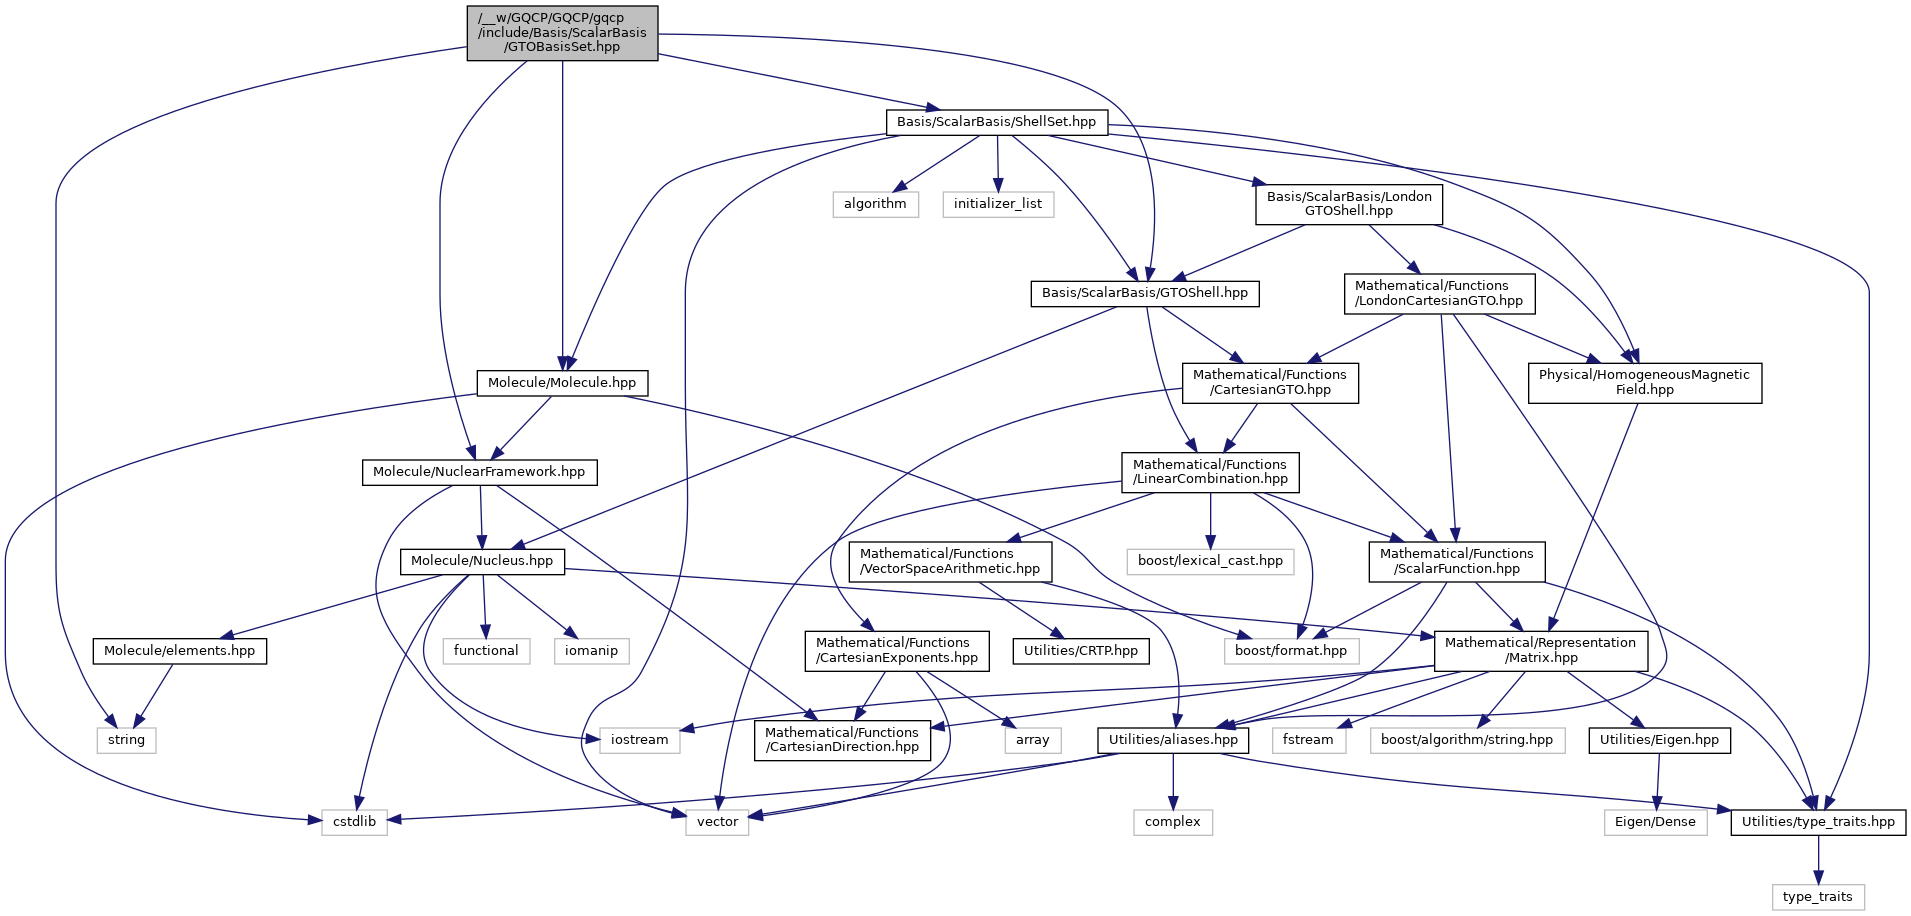 /__w/GQCP/GQCP/gqcp
/include/Basis/ScalarBasis
/GTOBasisSet.hpp
Basis/ScalarBasis/ShellSet.hpp
algorithm
initializer_list
Basis/ScalarBasis/London
GTOShell.hpp
Basis/ScalarBasis/GTOShell.hpp
Mathematical/Functions
/LondonCartesianGTO.hpp
Molecule/Molecule.hpp
Mathematical/Functions
/CartesianGTO.hpp
Physical/HomogeneousMagnetic
Field.hpp
Molecule/NuclearFramework.hpp
Mathematical/Functions
/LinearCombination.hpp
Molecule/Nucleus.hpp
Mathematical/Functions
/VectorSpaceArithmetic.hpp
boost/lexical_cast.hpp
Mathematical/Functions
/ScalarFunction.hpp
Molecule/elements.hpp
functional
iomanip
Mathematical/Functions
/CartesianExponents.hpp
Utilities/CRTP.hpp
boost/format.hpp
Mathematical/Representation
/Matrix.hpp
string
iostream
Mathematical/Functions
/CartesianDirection.hpp
array
Utilities/aliases.hpp
fstream
boost/algorithm/string.hpp
Utilities/Eigen.hpp
cstdlib
vector
complex
Eigen/Dense
Utilities/type_traits.hpp
type_traits